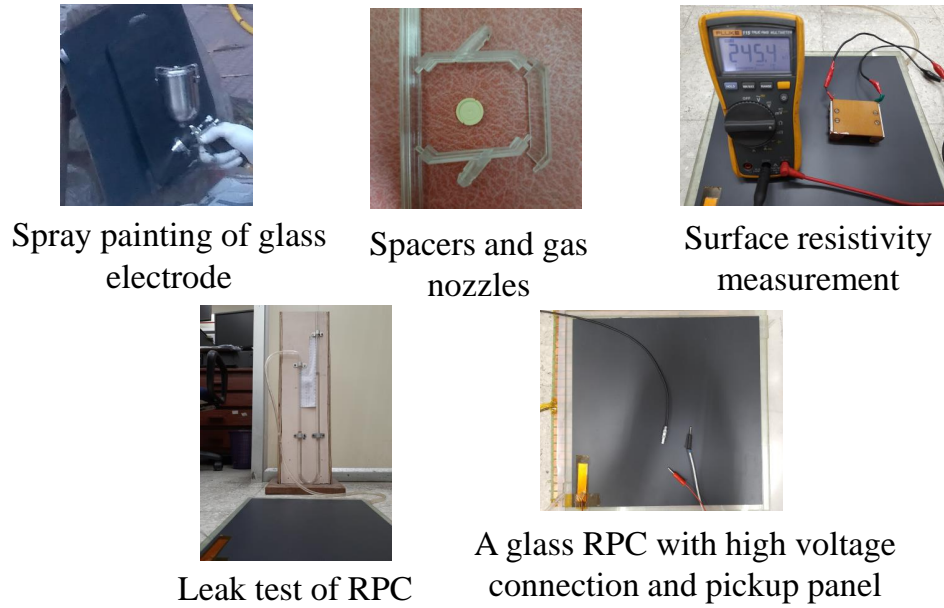 FLUKE
245.4
Spray painting of glass
electrode
Spacers and gas
nozzles
Surface resistivity
measurement
Leak test of RPC
A glass RPC with high voltage
connection and pickup panel